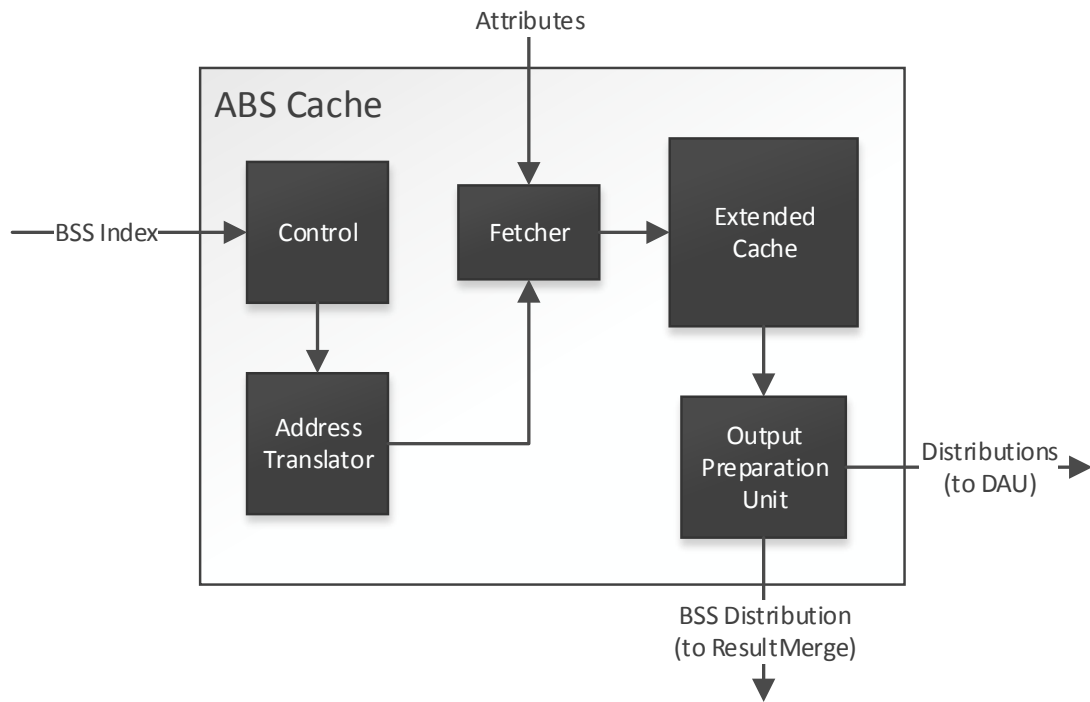 Attributes
ABS Cache
BSS Index
Control
Fetcher
Extended
Cache
Address
Translator
Output
Preparation
Unit
Distributions
(to DAU)
BSS Distribution
(to ResultMerge)